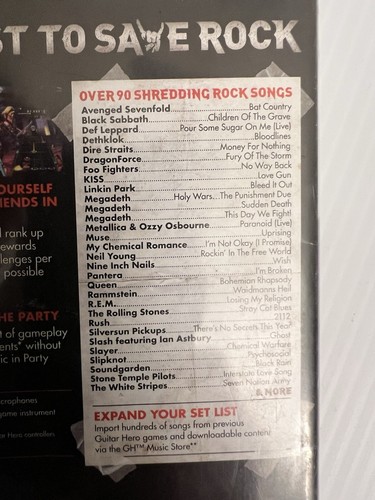 ST TO SAVE ROCK
OVER 90 SHREDDING ROCK SONGS
Avenged Sevenfold......Bat Country
Black Sabbath......Children Of The Grave
Def Leppard......Pour Some Sugar On Me (Live)
Dethklok......Bloodlines
Dire Straits......Money For Nothing
DragonForce......Fury Of The Storm
Foo Fighters......No Way Back
KISS......Love Gun
Linkin Park......Bleed It Out
Megadeth......Holy Wars...The Punishment Due
Megadeth......Sudden Death
Megadeth......This Day We Fight!
Metallica & Ozzy Osbourne......Paranoid (Live)
Muse......Uprising
My Chemical Romance......I'm Not Okay (I Promise)
Neil Young......Rockin' In The Free World
Nine Inch Nails......Wish
Pantera......I'm Broken
Queen......Bohemian Rhapsody
Rammstein......Waidmanns Heil
R.E.M......Losing My Religion
The Rolling Stones......Stray Cat Blues
Rush......2112
Silversun Pickups......There's No Secrets This Year
Slash featuring Ian Astbury......Ghost
Slayer......Chemical Warfare
Slipknot......Psychosocial
Soundgarden......Black Rain
Stone Temple Pilots......Interstate Love Song
The White Stripes......Seven Nation Army
& MORE
EXPAND YOUR SET LIST
Import hundreds of songs from previous
Guitar Hero games and downloadable content
via the GH™ Music Store**
OURSELF
IENDS IN
rank up
ewards
llenges per
possible
HE PARTY
t of gameplay
ents* without
ic in Party
crophones
game instrument
ar Hero controllers